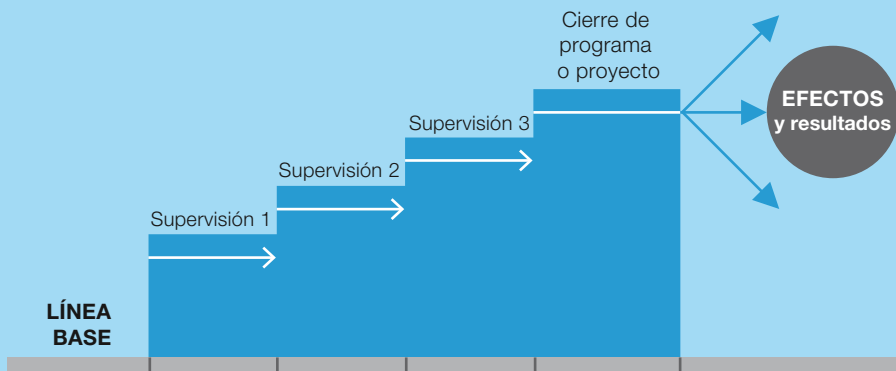 Cierre de
programa
o proyecto
EFECTOS
y resultados
Supervisión 3
Supervisión 2
Supervisión 1
LÍNEA
BASE